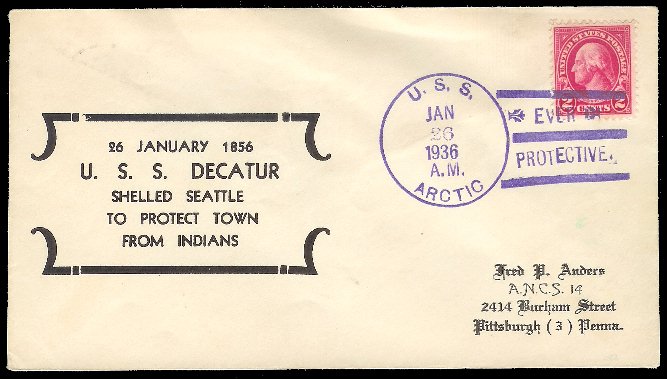 26 JANUARY 1856
U. S. S. DECATUR
SHELLED SEATTLE
TO PROTECT TOWN
FROM INDIANS
U. S. S.
JAN
26
1936
A.M.
ARCTIC
EVER
PROTECTIVE.
UNITED STATES POSTAGE
2 CENTS 2
Fred P. Anders
A.N.C.S. 14
2414 Burham Street
Pittsburgh (3) Penna.